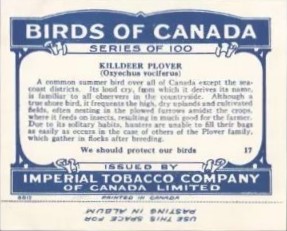 BIRDS OF CANADA
SERIES OF 100
KILLDEER PLOVER
(Oxyechus vociferus)
A common summer bird over all of Canada except the sea-
coast districts. Its loud cry, from which it derives its name,
is familiar to all observers in the countryside. Although a
true shore bird, it frequents the high, dry uplands and cultivated
fields, often nesting in the plowed furrows amidst the crops,
where it feeds on insects, resulting in much good for the farmer.
Due to its solitary habits, hunters are unable to fill their bags
as easily as occurs in the case of others of the Plover family,
which gather in flocks after breeding.
We should protect our birds 17
ISSUED BY
IMPERIAL TOBACCO COMPANY
OF CANADA LIMITED
PRINTED IN CANADA
USE THIS SPACE FOR
PASTING IN ALBUM